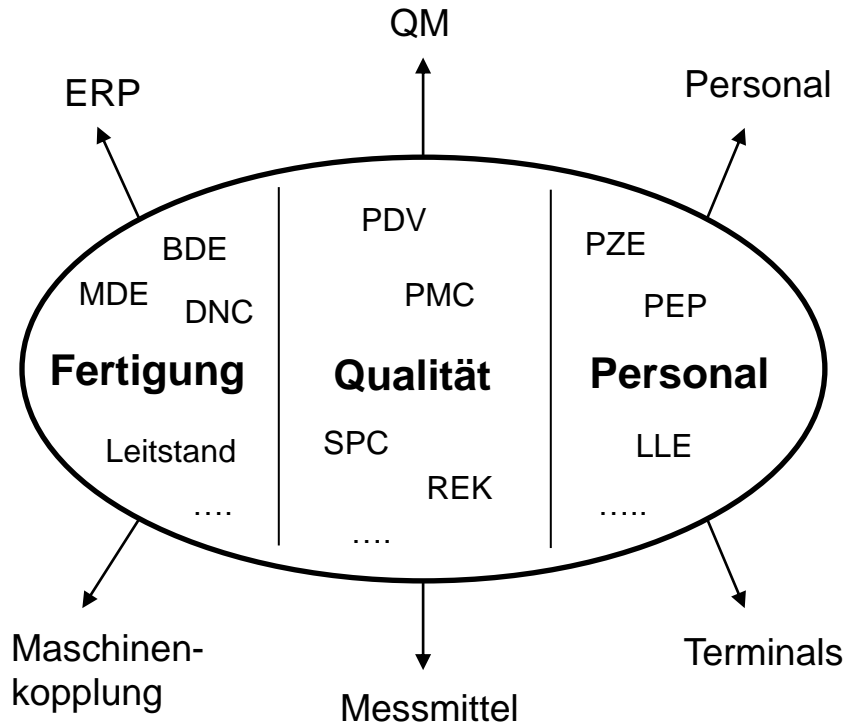 QM
ERP
Personal
BDE
MDE
DNC
Fertigung
Leitstand
....
PDV
PMC
Qualität
SPC
REK
....
PZE
PEP
Personal
LLE
.....
Maschinen-
kopplung
Messmittel
Terminals